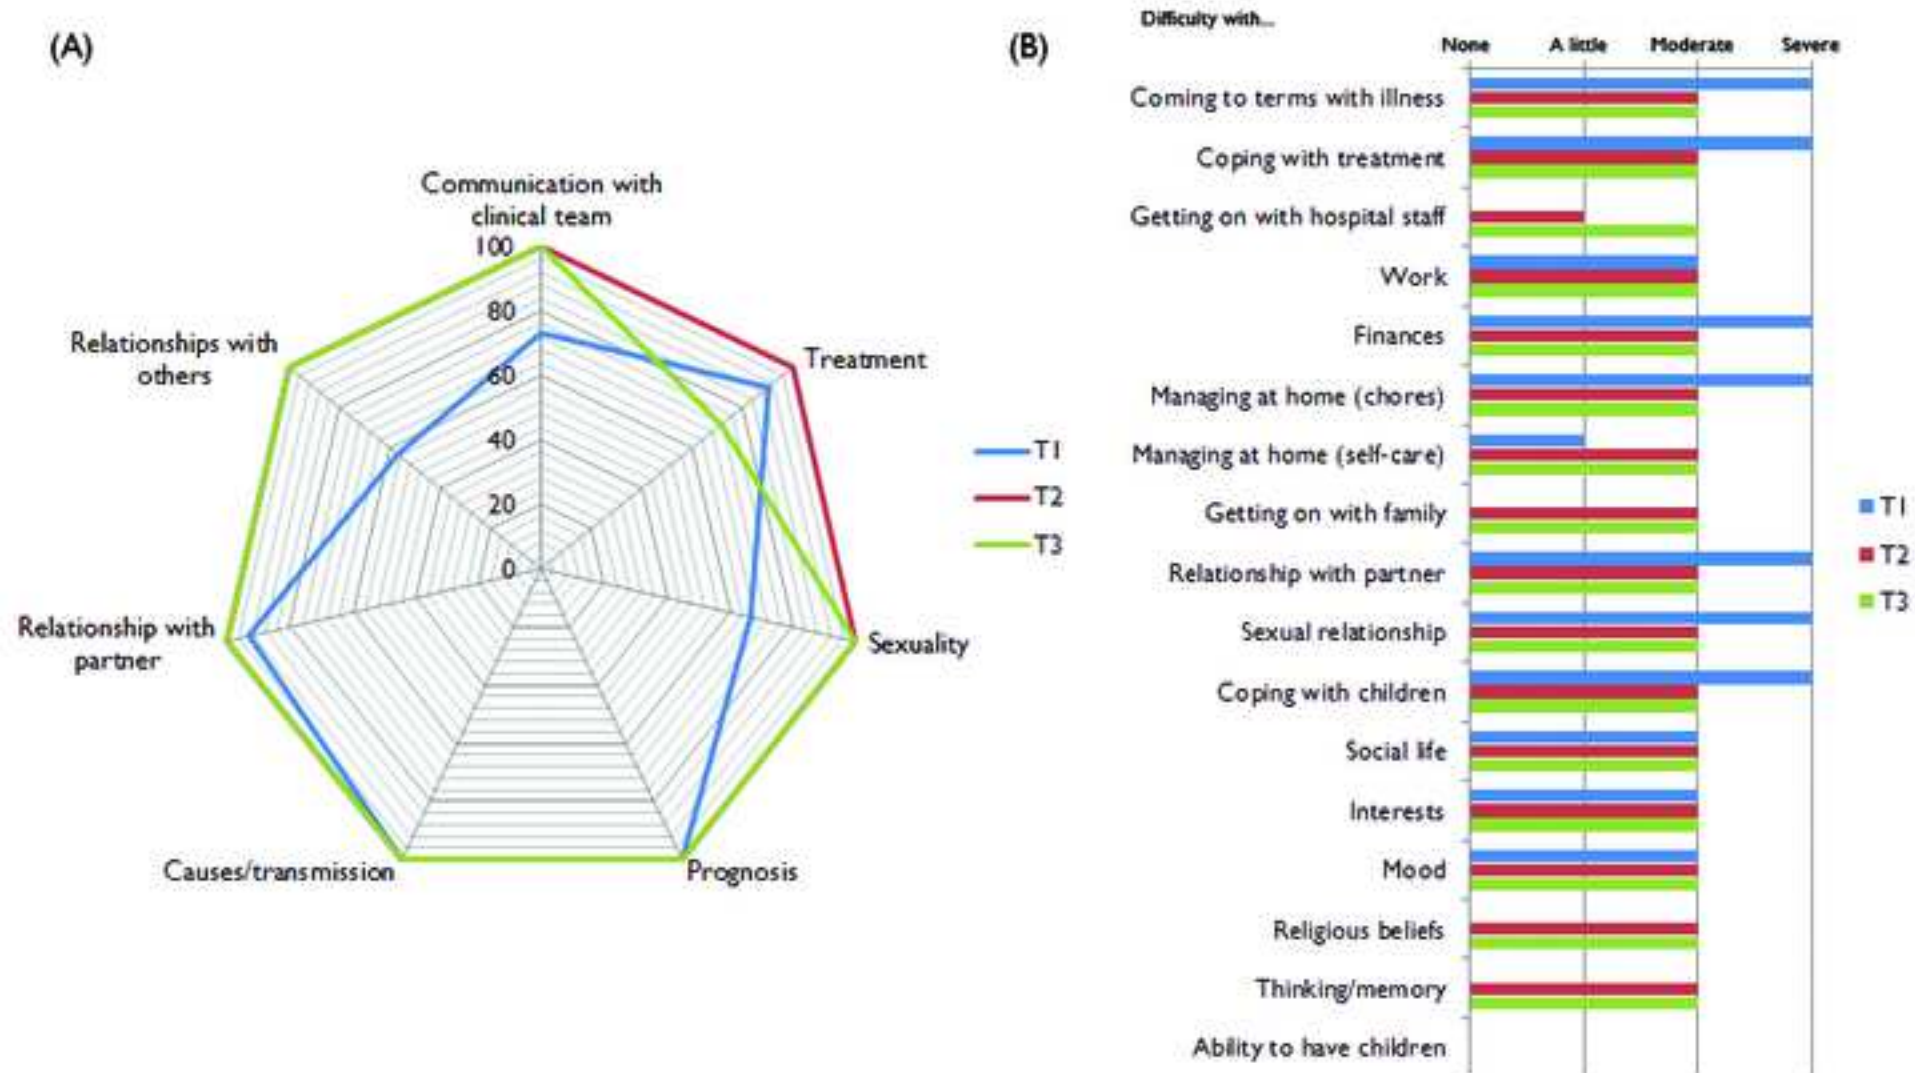 (A)
Communication with
clinical team
100
80
60
40
20
0
Relationships with
others
Treatment
Relationship with
partner
Sexuality
Causes/transmission
Prognosis
T1
T2
T3
(B)
Difficulty with...
None A little Moderate Severe
Coming to terms with illness
Coping with treatment
Getting on with hospital staff
Work
Finances
Managing at home (chores)
Managing at home (self-care)
Getting on with family
Relationship with partner
Sexual relationship
Coping with children
Social life
Interests
Mood
Religious beliefs
Thinking/memory
Ability to have children
T1
T2
T3